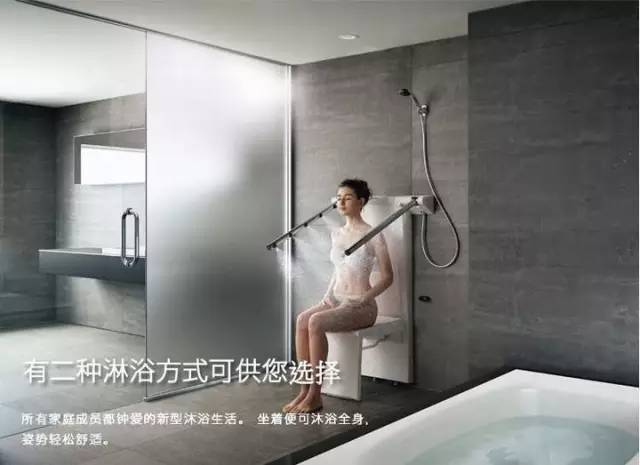 有二种淋浴方式可供您选择
所有家庭成员都钟爱的新型沐浴生活。 坐着便可沐浴全身，
姿势轻松舒适。